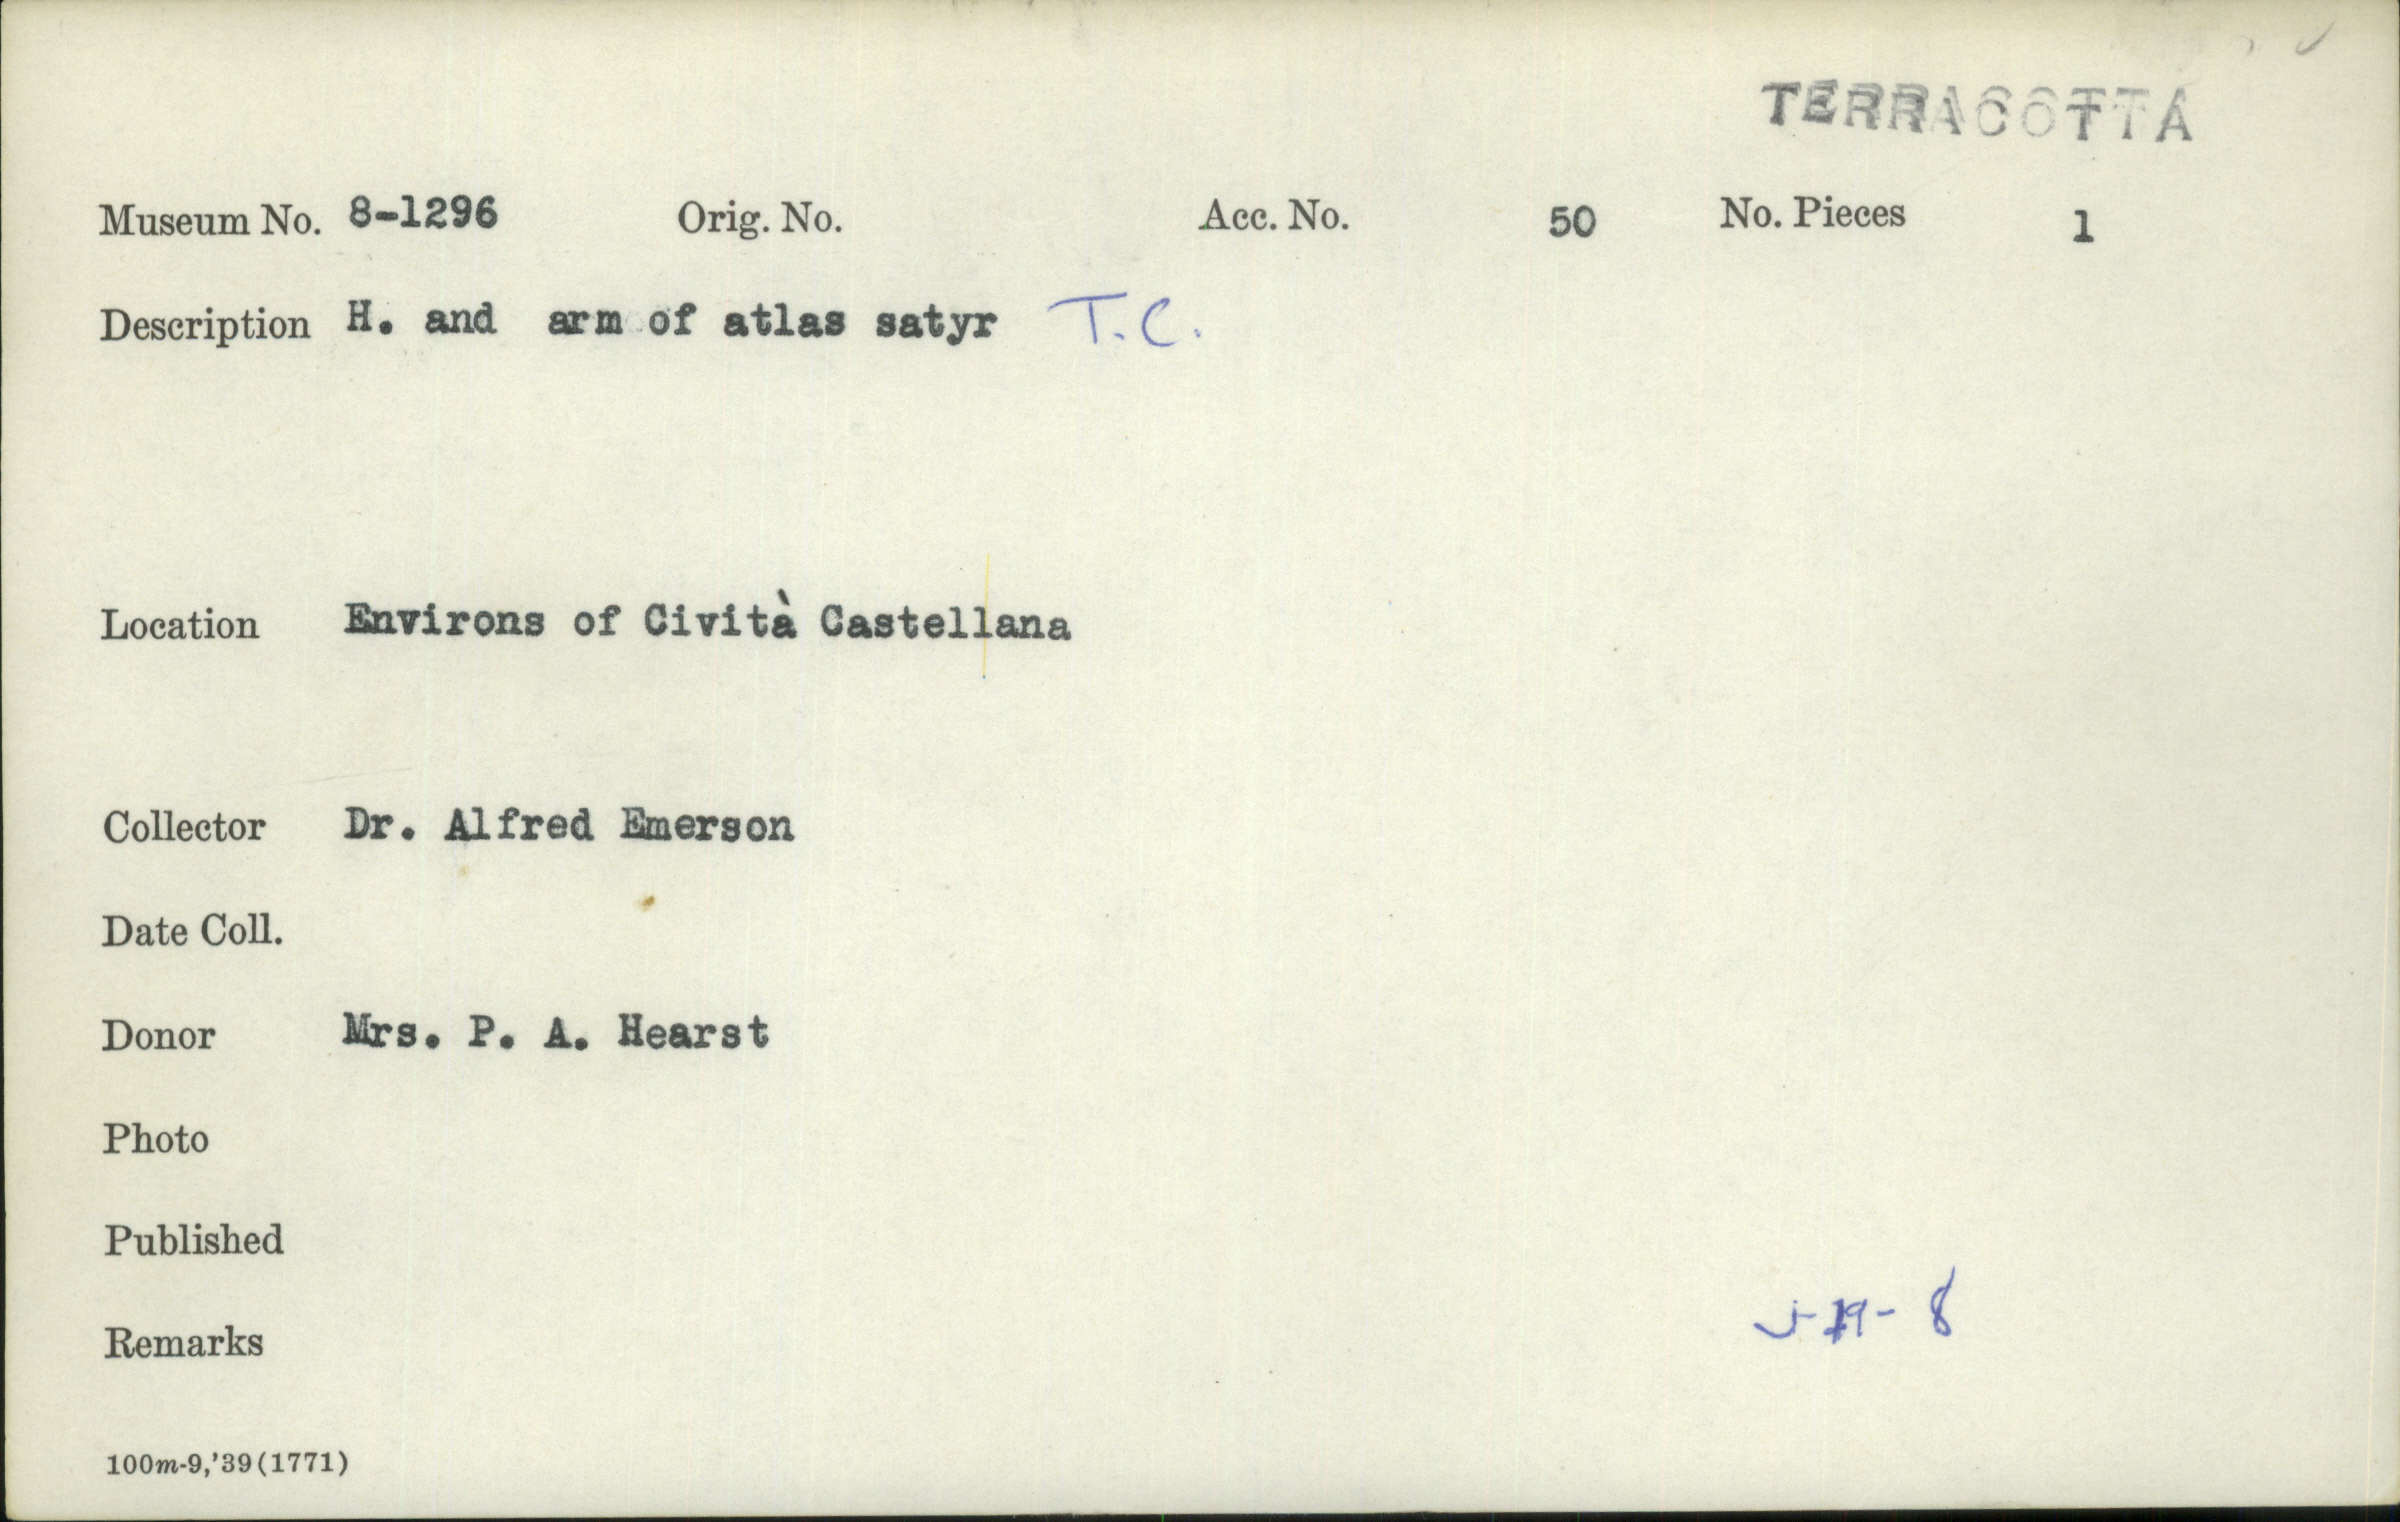 TERRACOTTA
Museum No. 8-1296 Orig. No. Acc. No. 50 No. Pieces 1
Description H. and arm of atlas satyr T.C.
Location Environs of Cività Castellana
Collector Dr. Alfred Emerson
Date Coll.
Donor Mrs. P. A. Hearst
Photo
Published
Remarks
100m-9,'39(1771)